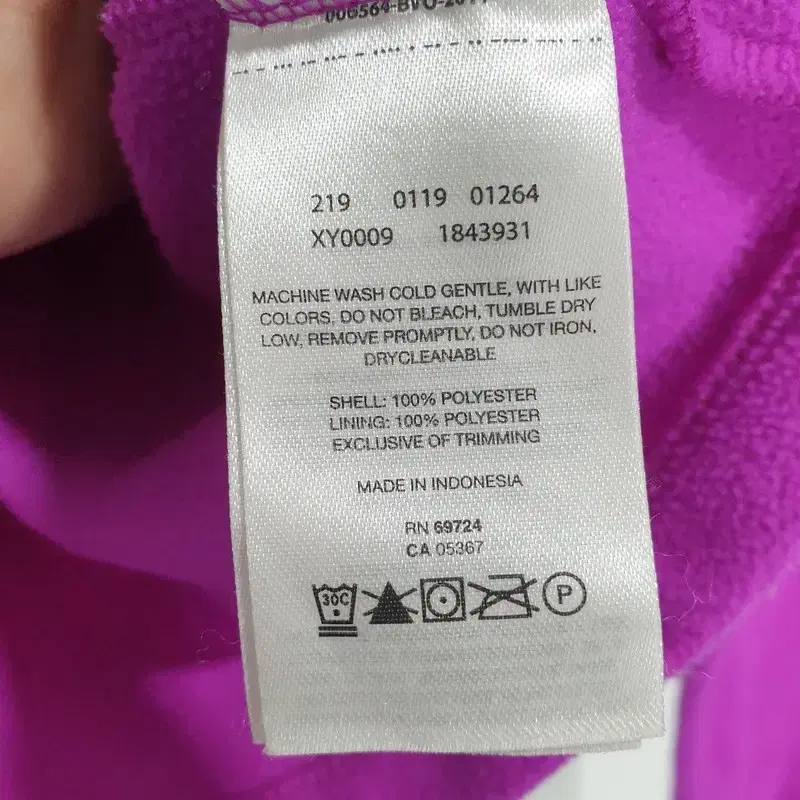 219 0119 01264
XY0009 1843931
MACHINE WASH COLD GENTLE, WITH LIKE
COLORS, DO NOT BLEACH, TUMBLE DRY
LOW, REMOVE PROMPTLY, DO NOT IRON,
DRYCLEANABLE
SHELL: 100% POLYESTER
LINING: 100% POLYESTER
EXCLUSIVE OF TRIMMING
MADE IN INDONESIA
RN 69724
CA 05367
30C P